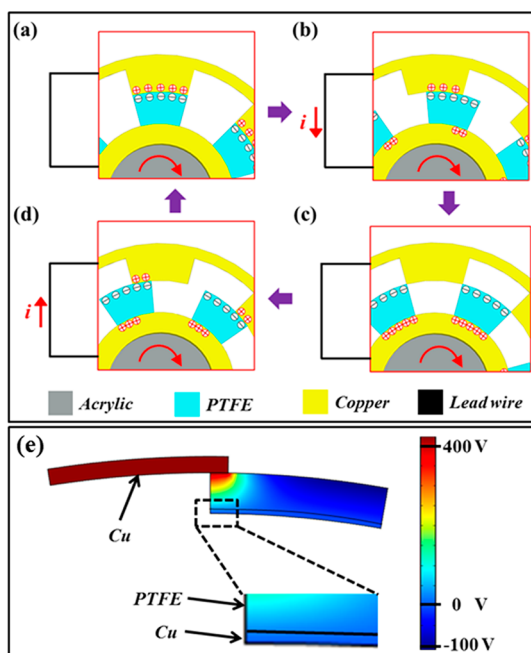 (a)
(b)
i
(d)
(c)
i
Acrylic
PTFE
Copper
Lead wire
(e)
400 V
Cu
PTFE
0 V
Cu
-100 V